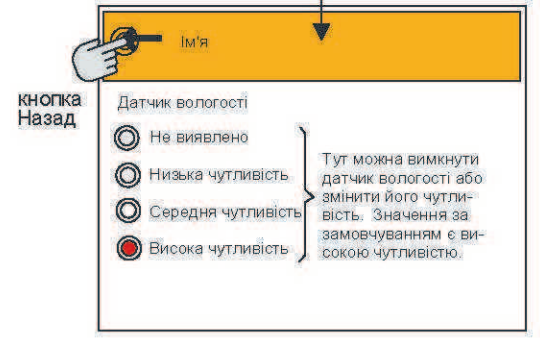 Ім'я
кнопка
Назад
Датчик вологості
Не виявлено
Низька чутливість
Середня чутливість
Висока чутливість
Тут можна вимкнути
датчик вологості або
змінити його чутли-
вість. Значення за
замовчуванням є ви-
сокою чутливістю.